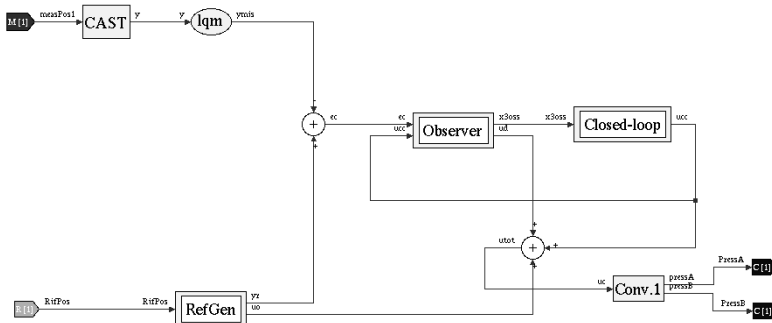 M [1] measPos1 CAST y y lqm ymis
-
+ ec ec Observer x3oss x3oss Closed-loop ucc
ucc ud
+
+
utot + +
+
PressA C [1]
uc Conv.1 pressA
pressB
PressB C [1]
R [1] RifPos RifPos RefGen yr
uo